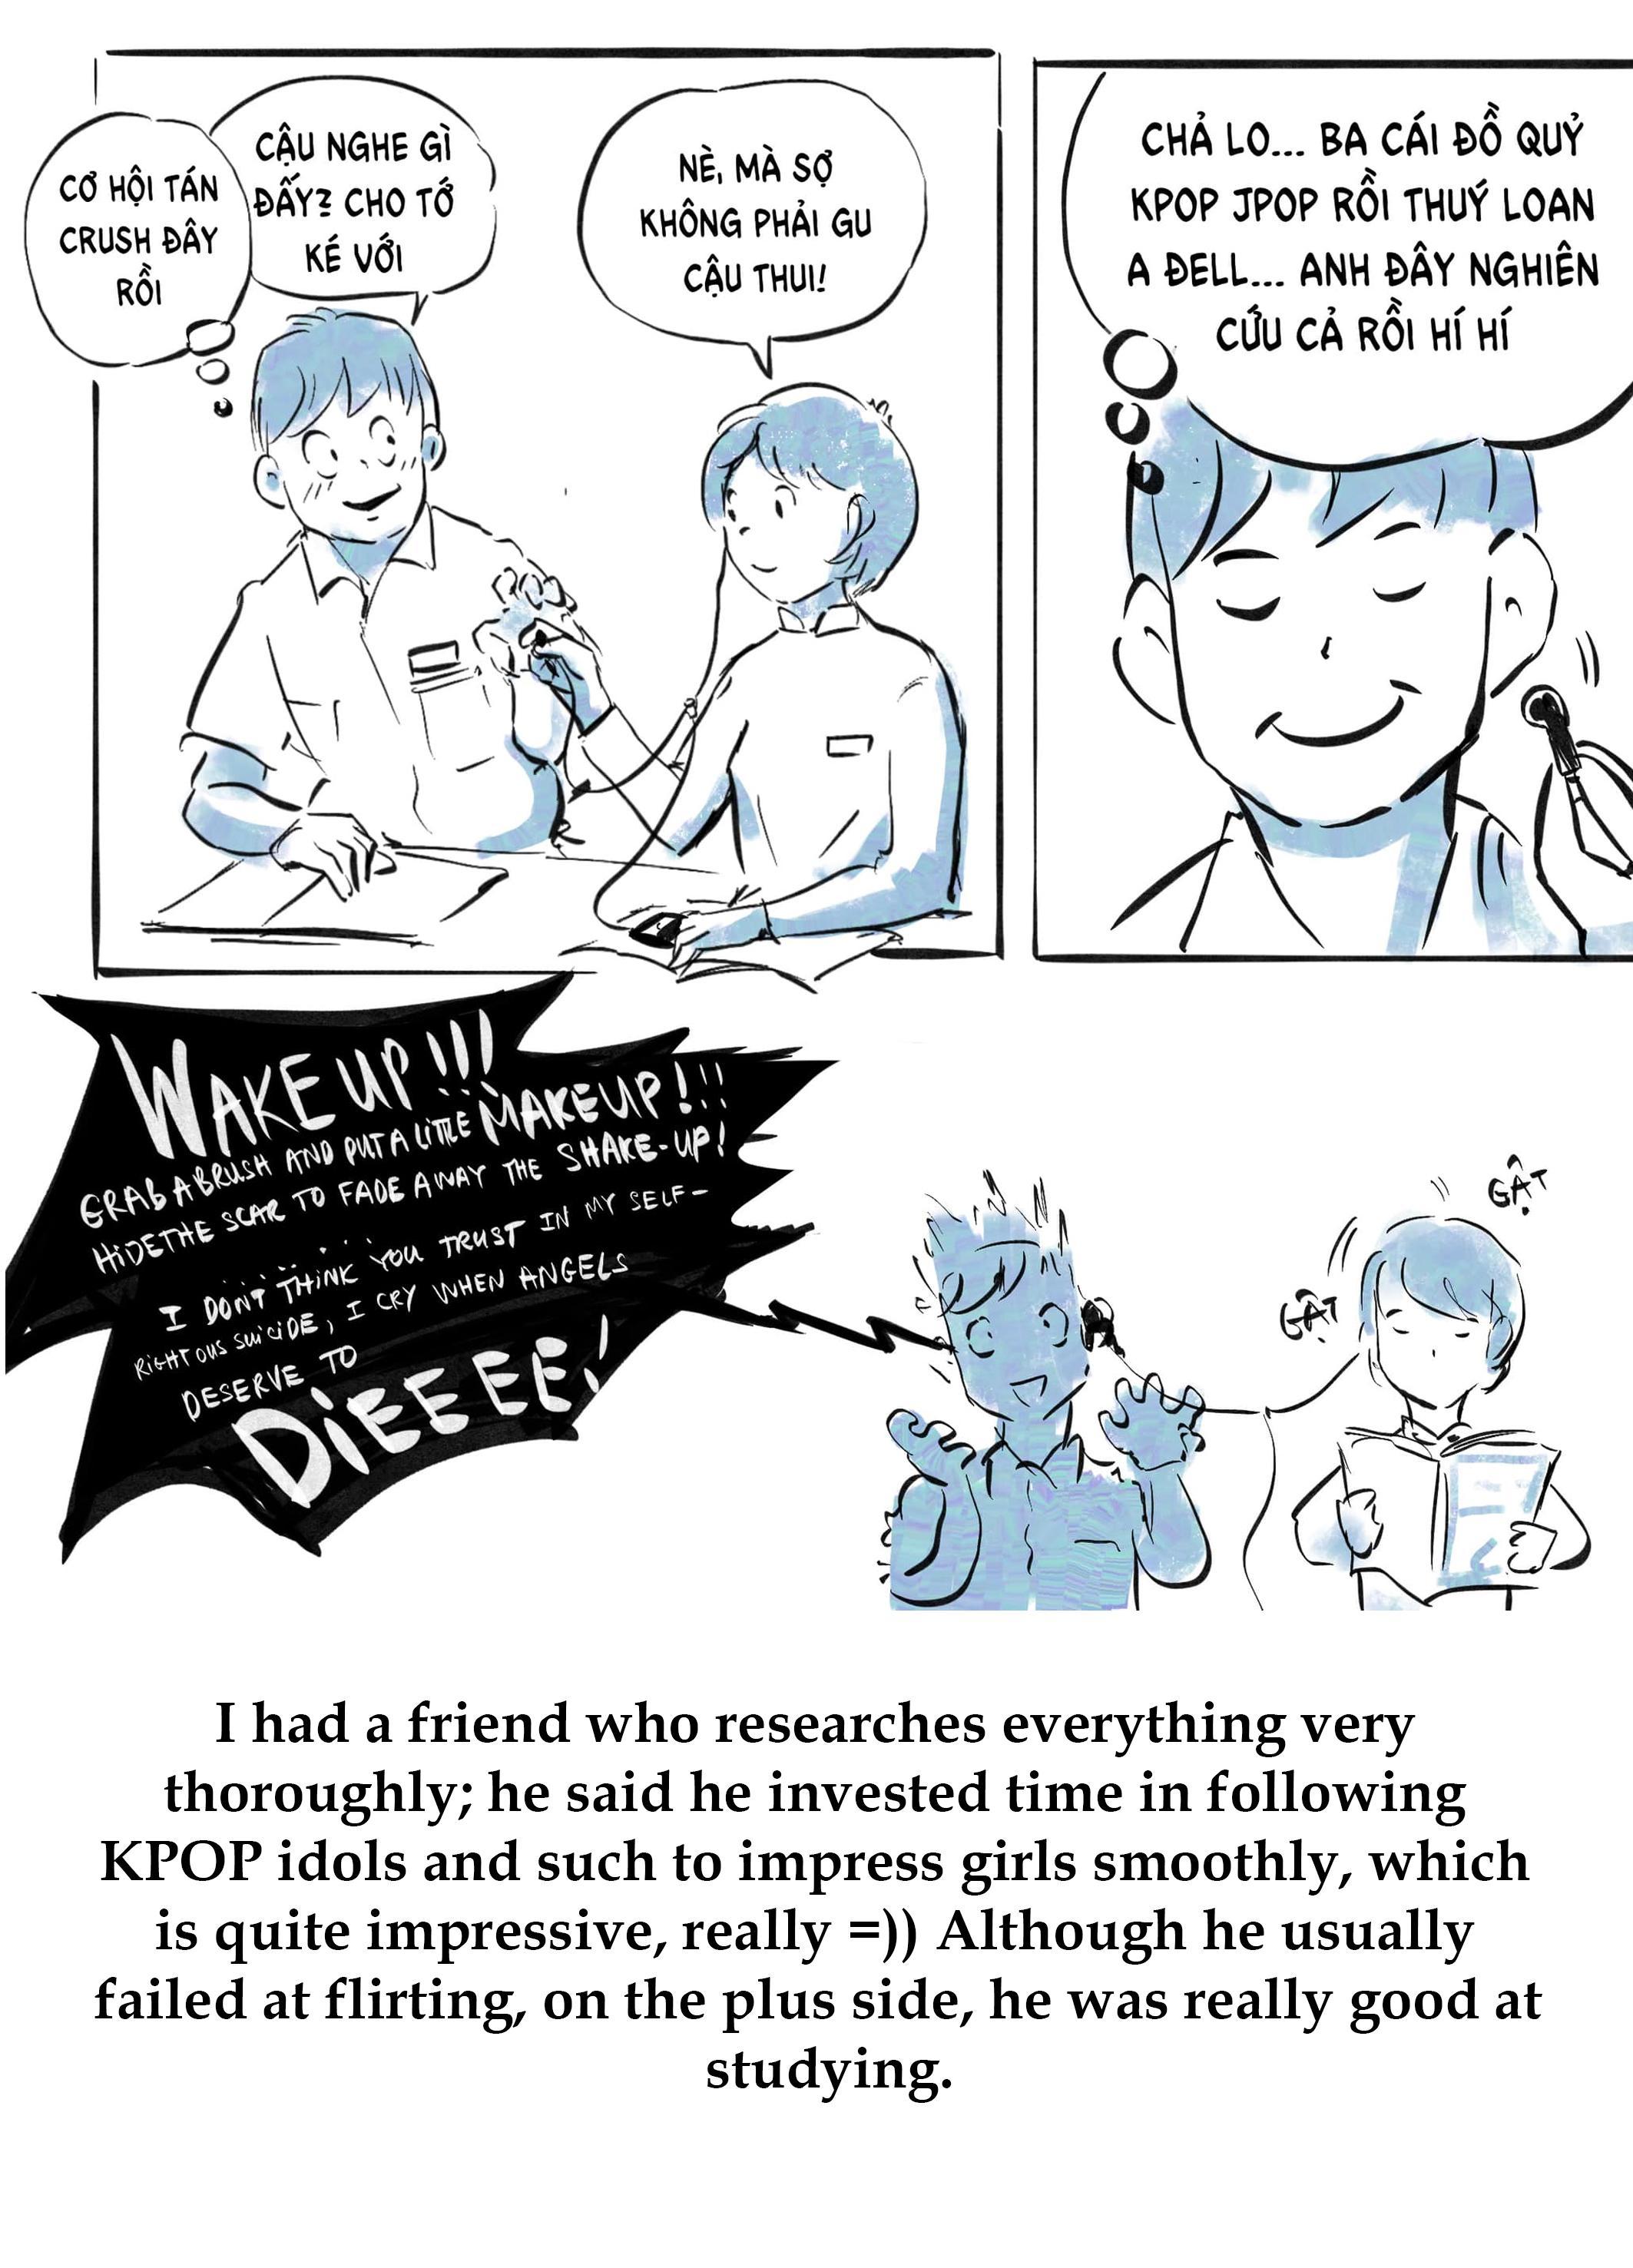 CƠ HỘI TÁN
CRUSH ĐÂY
RỒI
CẬU NGHE GÌ
ĐẤY? CHO TỚ
KÉ VỚI
NÈ, MÀ SỢ
KHÔNG PHẢI GU
CẬU THUI!
CHẢ LO... BA CÁI ĐỒ QUỶ
KPOP JPOP RỒI THUÝ LOAN
A ĐELL... ANH ĐÂY NGHIÊN
CỨU CẢ RỒI HÍ HÍ
WAKE UP!!!
GRAB A BRUSH AND PUT A LITTLE MAKEUP!!!
HIDE THE SCAR TO FADE AWAY THE SHAKE-UP!
I DON'T THINK YOU TRUST IN MY SELF-
RIGHTOUS SUICIDE, I CRY WHEN ANGELS
DESERVE TO
DIEEEEE!
GẬT
GẬT
I had a friend who researches everything very
thoroughly; he said he invested time in following
KPOP idols and such to impress girls smoothly, which
is quite impressive, really =)) Although he usually
failed at flirting, on the plus side, he was really good at
studying.